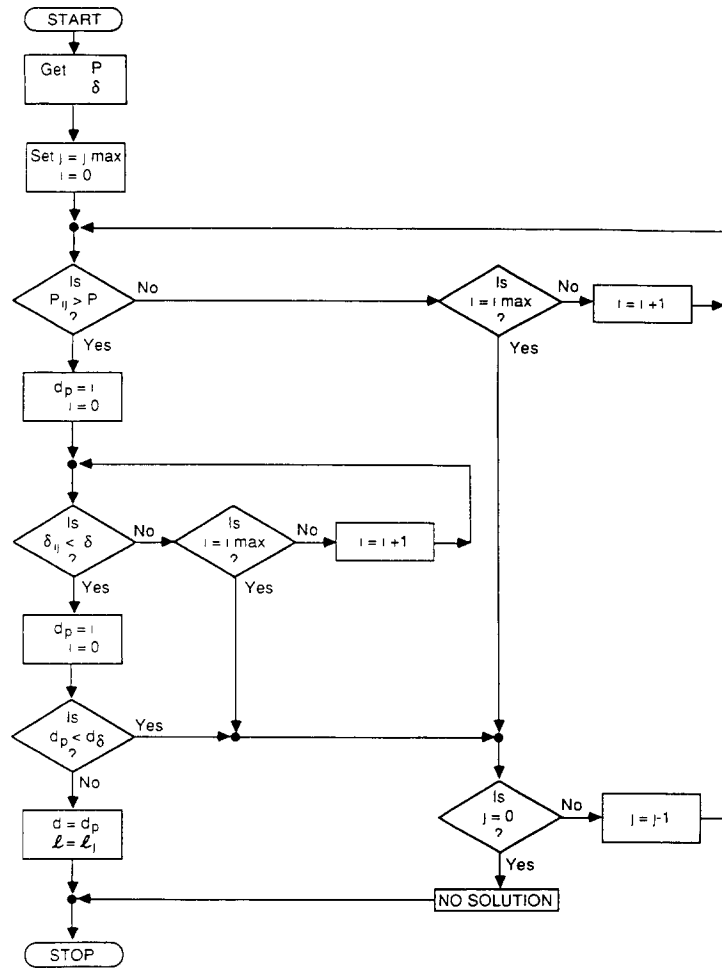 START
Get P
δ
Set j = j max
i = 0
Is
P ij > P
?
No
Yes
Is
i = i max
?
No
Yes
i = i +1
d p = i
i = 0
Is
δ ij < δ
?
No
Yes
Is
i = i max
?
No
Yes
i = i +1
d p = i
i = 0
Is
d p < d δ
?
Yes
No
Is
j = 0
?
No
Yes
j = j-1
d = d p
ℓ = ℓ j
NO SOLUTION
STOP